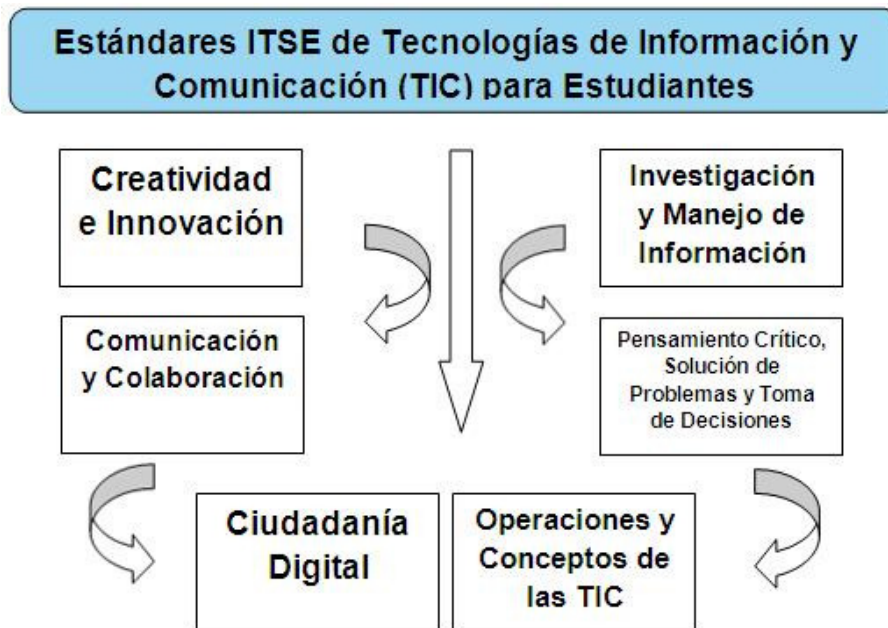 Estándares ITSE de Tecnologías de Información y
Comunicación (TIC) para Estudiantes
Creatividad
e Innovación
Investigación
y Manejo de
Información
Comunicación
y Colaboración
Pensamiento Crítico,
Solución de
Problemas y Toma
de Decisiones
Ciudadanía
Digital
Operaciones y
Conceptos de
las TIC